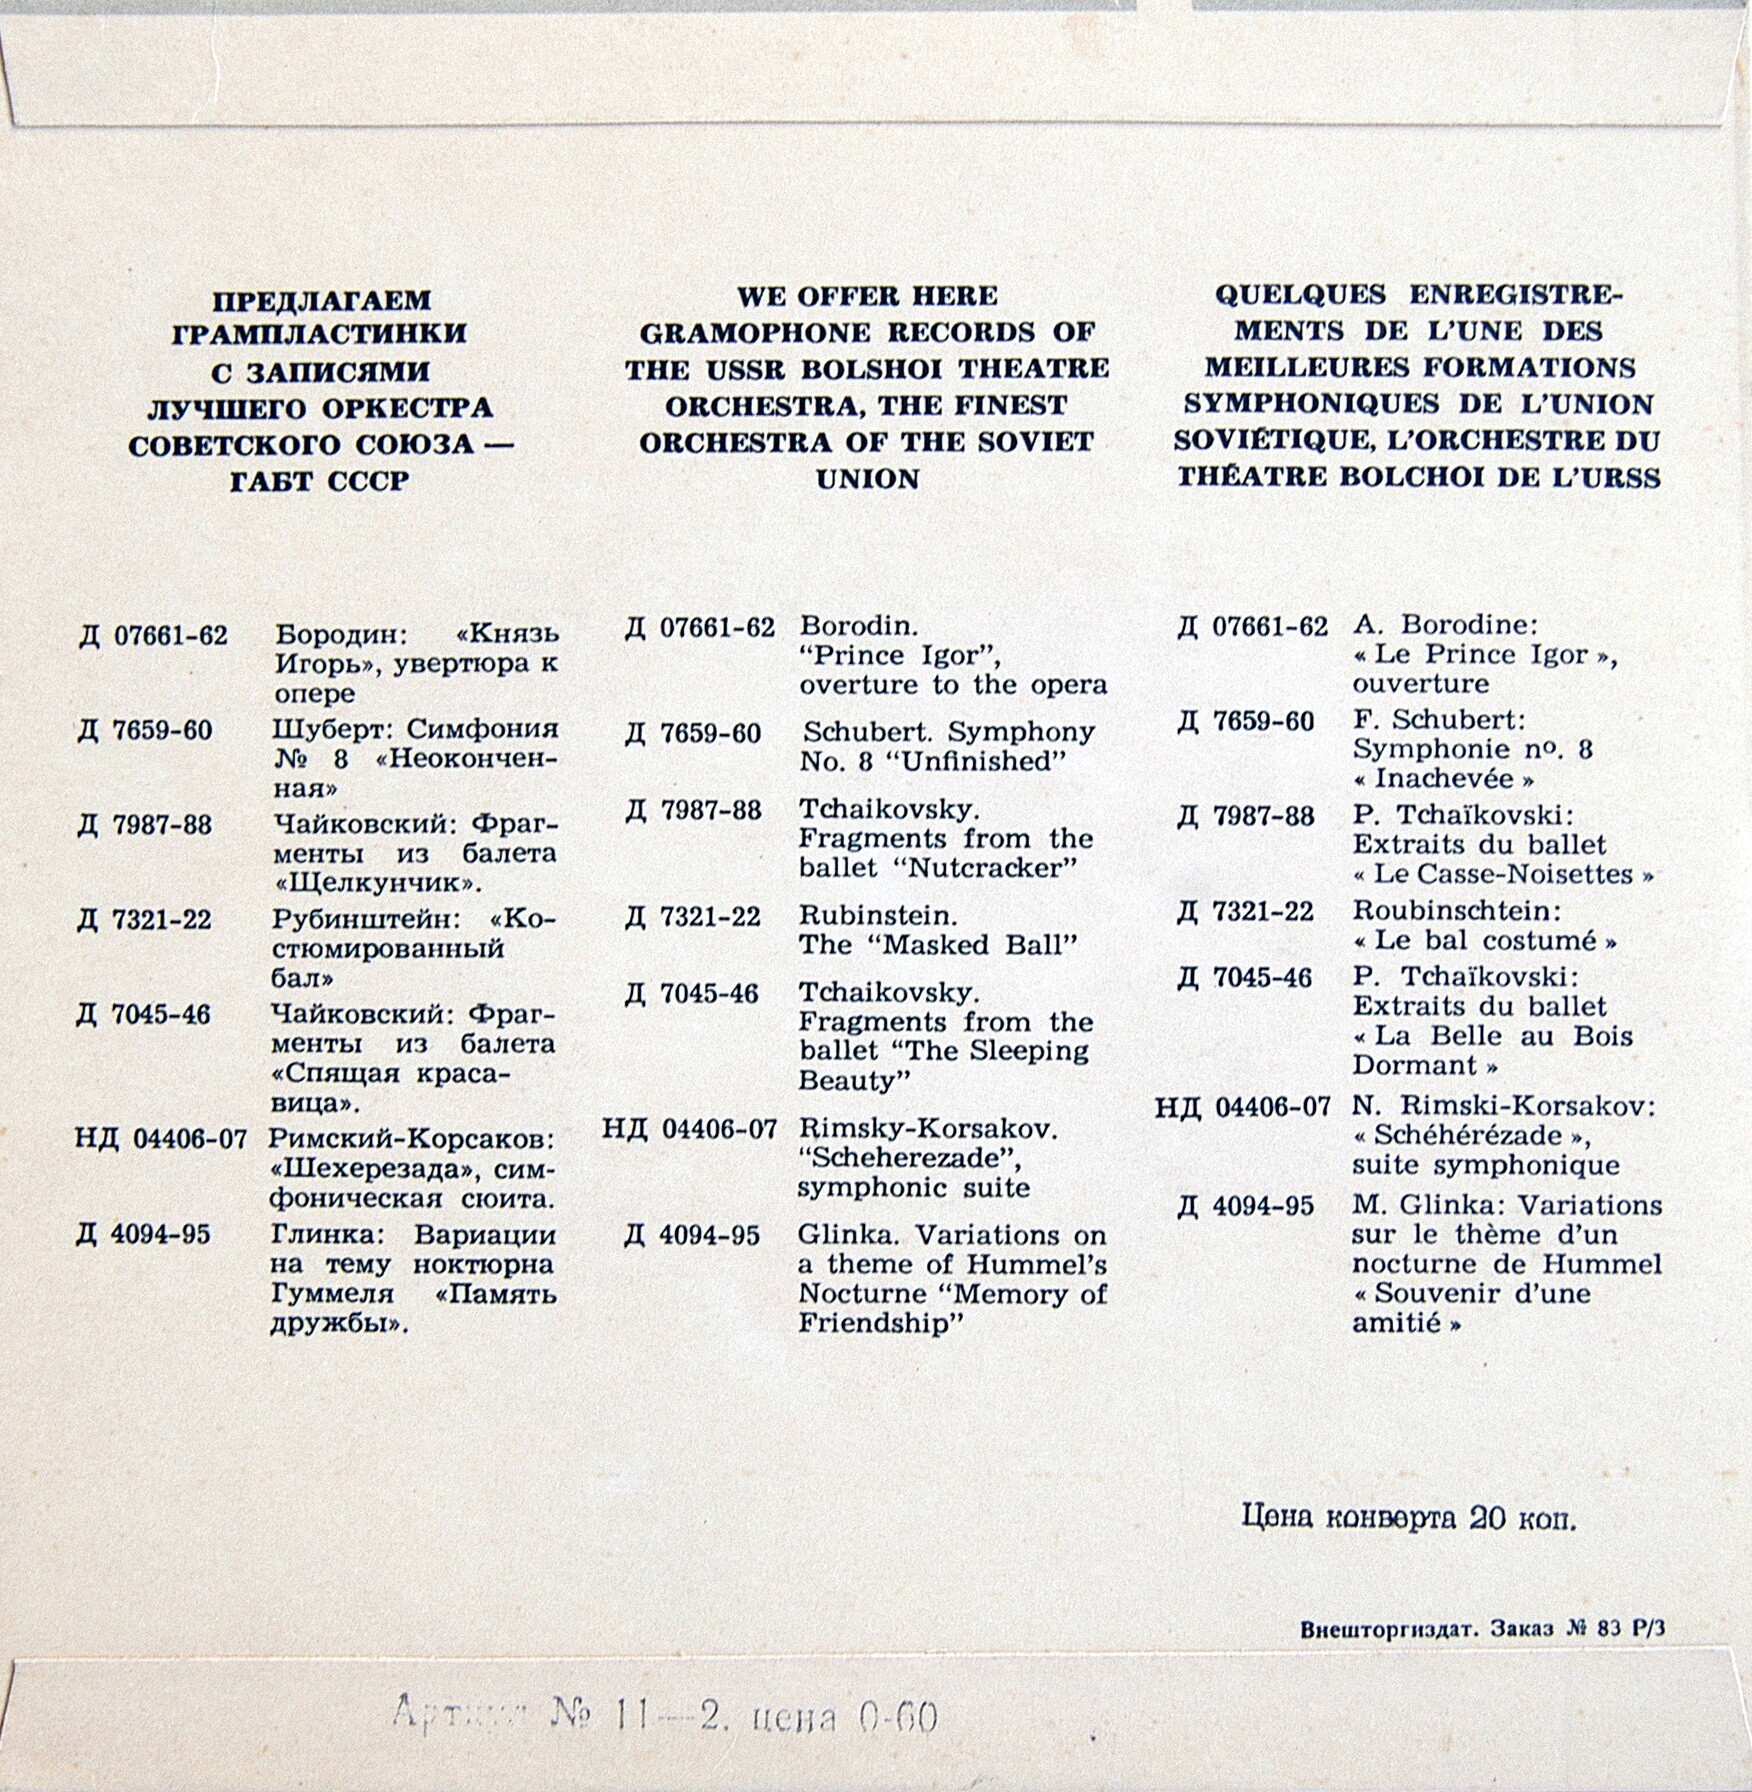 ПРЕДЛАГАЕМ
ГРАМПЛАСТИНКИ
С ЗАПИСЯМИ
ЛУЧШЕГО ОРКЕСТРА
СОВЕТСКОГО СОЮЗА —
ГАБТ СССР
Д 07661-62 Бородин: «Князь
Игорь», увертюра к
опере
Д 7659-60 Шуберт: Симфония
№ 8 «Неокончен-
ная»
Д 7987-88 Чайковский: Фраг-
менты из балета
«Щелкунчик».
Д 7321-22 Рубинштейн: «Ко-
стюмированный
бал»
Д 7045-46 Чайковский: Фраг-
менты из балета
«Спящая краса-
вица».
НД 04406-07 Римский-Корсаков:
«Шехерезада», сим-
фоническая сюита.
Д 4094-95 Глинка: Вариации
на тему ноктюрна
Гуммеля «Память
дружбы».
WE OFFER HERE
GRAMOPHONE RECORDS OF
THE USSR BOLSHOI THEATRE
ORCHESTRA, THE FINEST
ORCHESTRA OF THE SOVIET
UNION
Д 07661-62 Borodin.
“Prince Igor”,
overture to the opera
Д 7659-60 Schubert. Symphony
No. 8 “Unfinished”
Д 7987-88 Tchaikovsky.
Fragments from the
ballet “Nutcracker”
Д 7321-22 Rubinstein.
The “Masked Ball”
Д 7045-46 Tchaikovsky.
Fragments from the
ballet “The Sleeping
Beauty”
НД 04406-07 Rimsky-Korsakov.
“Scheherezade”,
symphonic suite
Д 4094-95 Glinka. Variations on
a theme of Hummel’s
Nocturne “Memory of
Friendship”
QUELQUES ENREGISTRE-
MENTS DE L’UNE DES
MEILLEURES FORMATIONS
SYMPHONIQUES DE L’UNION
SOVIÉTIQUE, L’ORCHESTRE DU
THÉATRE BOLCHOI DE L’URSS
Д 07661-62 A. Borodine:
« Le Prince Igor »,
ouverture
Д 7659-60 F. Schubert:
Symphonie nº. 8
« Inachevée »
Д 7987-88 P. Tchaïkovski:
Extraits du ballet
« Le Casse-Noisettes »
Д 7321-22 Roubinschtein:
« Le bal costumé »
Д 7045-46 P. Tchaïkovski:
Extraits du ballet
« La Belle au Bois
Dormant »
НД 04406-07 N. Rimski-Korsakov:
« Schéhérézade »,
suite symphonique
Д 4094-95 M. Glinka: Variations
sur le thème d’un
nocturne de Hummel
« Souvenir d’une
amitié »
Цена конверта 20 коп.
Внешторгиздат. Заказ № 83 Р/3
Артикул № 11—2. цена 0-60